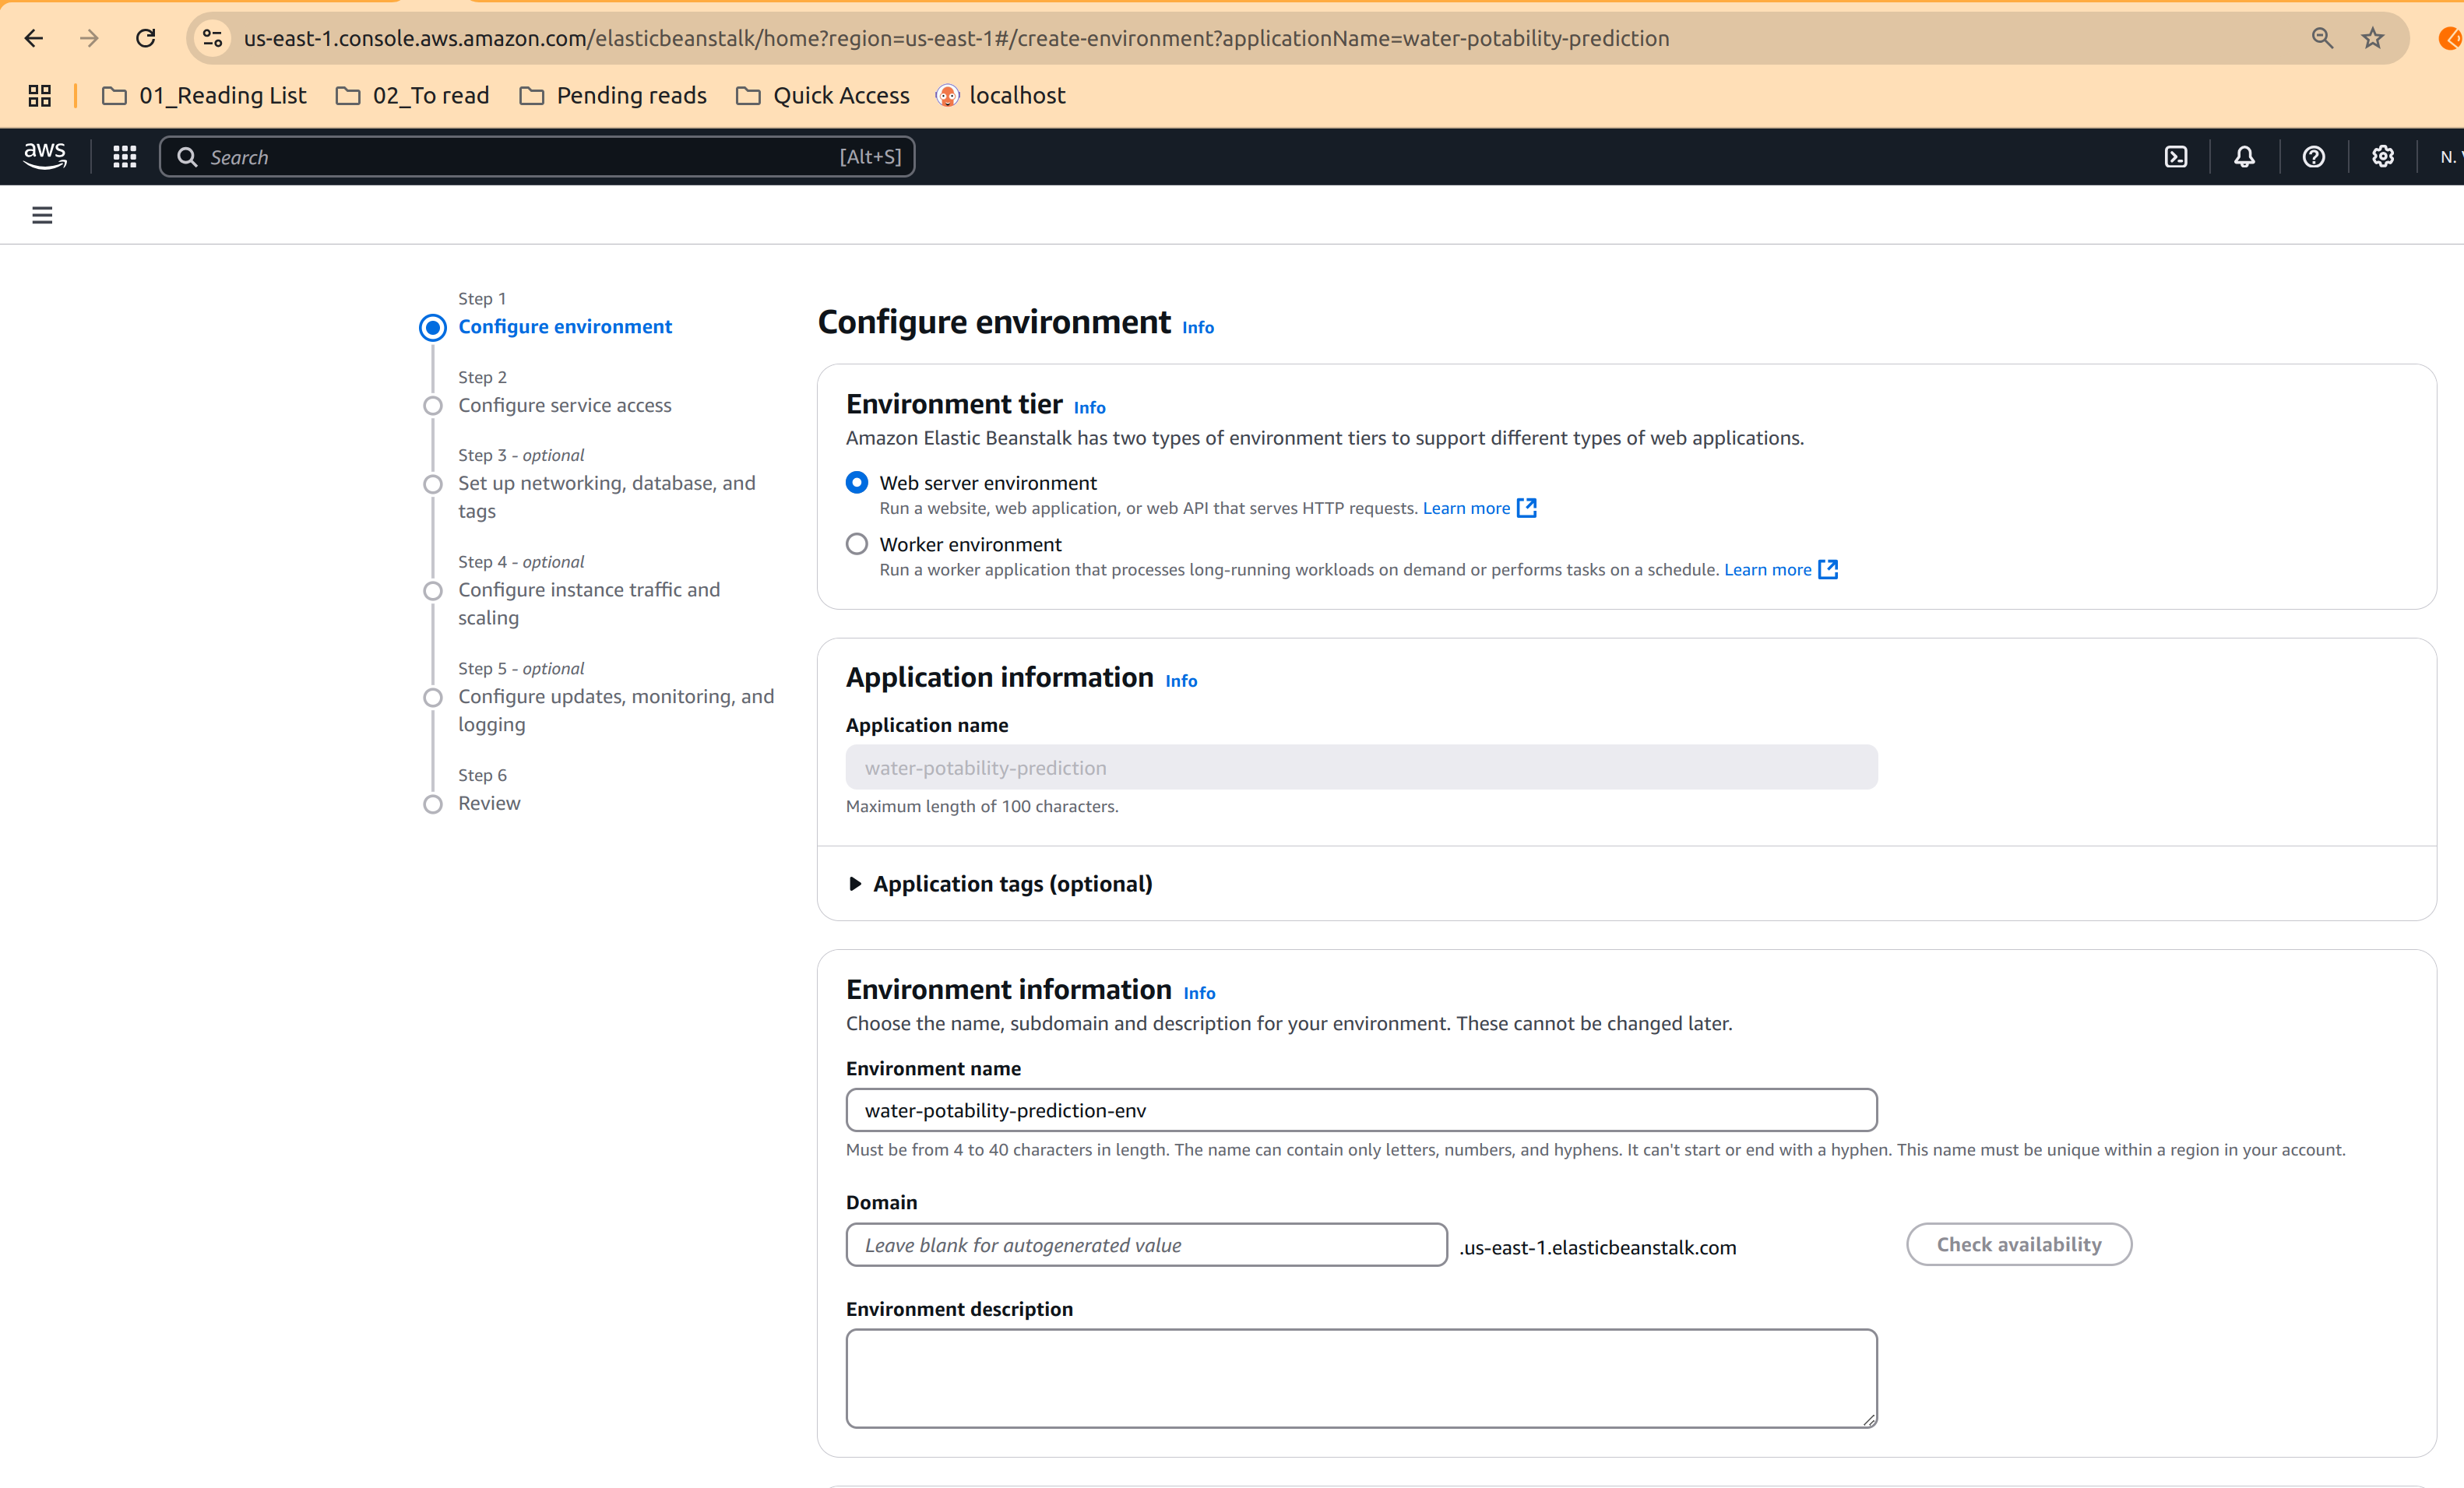 us-east-1.console.aws.amazon.com/elasticbeanstalk/home?region=us-east-1#/create-environment?applicationName=water-potability-prediction
01_Reading List 02_To read Pending reads Quick Access localhost
aws Search [Alt+S] N.
Step 1
Configure environment
Step 2
Configure service access
Step 3 - optional
Set up networking, database, and
tags
Step 4 - optional
Configure instance traffic and
scaling
Step 5 - optional
Configure updates, monitoring, and
logging
Step 6
Review
Configure environment Info
Environment tier Info
Amazon Elastic Beanstalk has two types of environment tiers to support different types of web applications.
Web server environment
Run a website, web application, or web API that serves HTTP requests. Learn more
Worker environment
Run a worker application that processes long-running workloads on demand or performs tasks on a schedule. Learn more
Application information Info
Application name
water-potability-prediction
Maximum length of 100 characters.
Application tags (optional)
Environment information Info
Choose the name, subdomain and description for your environment. These cannot be changed later.
Environment name
water-potability-prediction-env
Must be from 4 to 40 characters in length. The name can contain only letters, numbers, and hyphens. It can't start or end with a hyphen. This name must be unique within a region in your account.
Domain
Leave blank for autogenerated value .us-east-1.elasticbeanstalk.com Check availability
Environment description